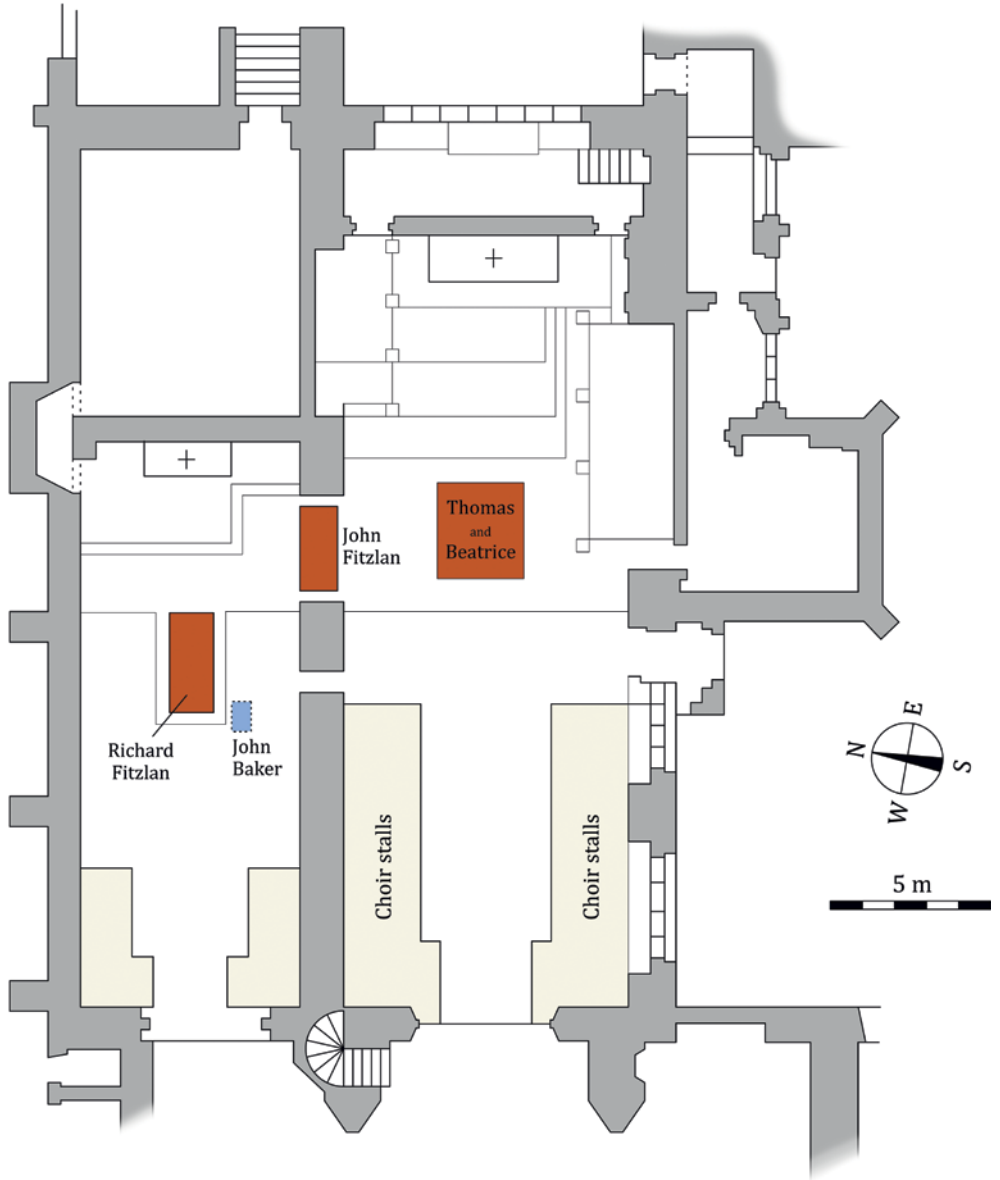 Thomas
and
Beatrice
John
Fitzlan
Richard
Fitzlan
John
Baker
Choir stalls
Choir stalls
N
E
S
W
5 m